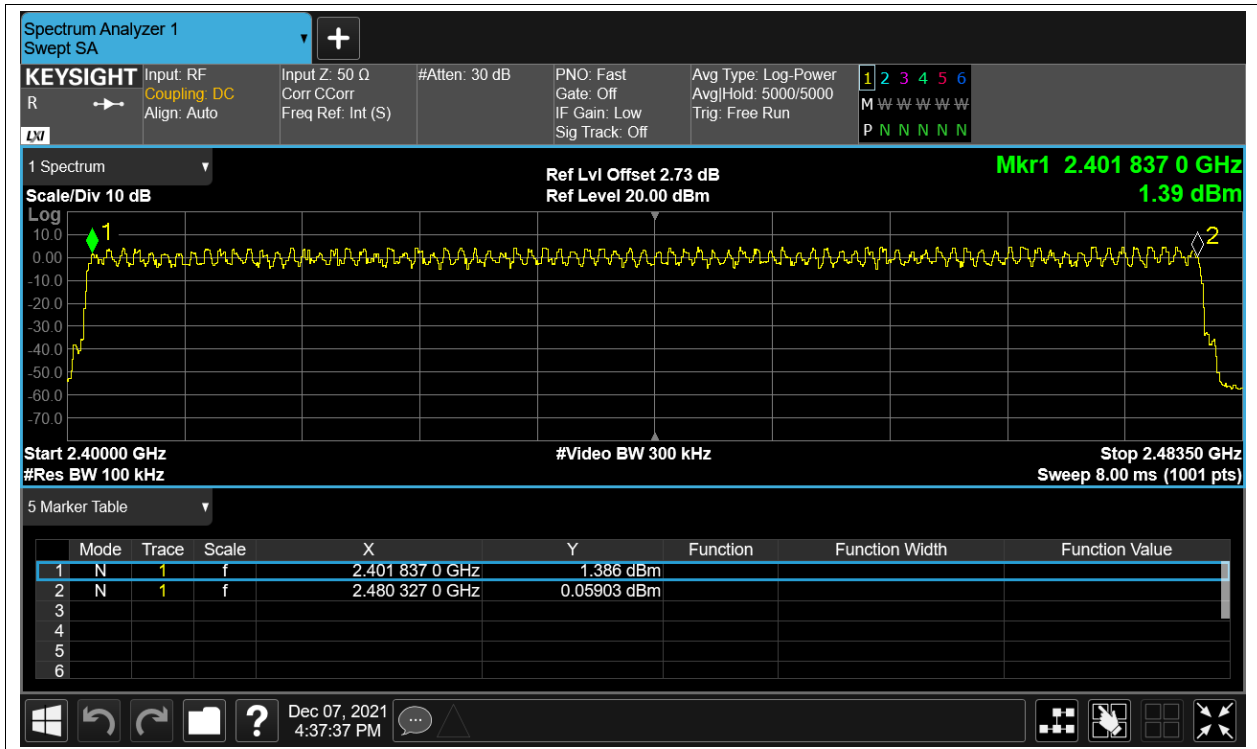 Spectrum Analyzer 1
Swept SA
KEYSIGHT
R
LXI
Input: RF
Coupling: DC
Align: Auto
Input Z: 50 Ω
Corr CCorr
Freq Ref: Int (S)
#Atten: 30 dB
PNO: Fast
Gate: Off
IF Gain: Low
Sig Track: Off
Avg Type: Log-Power
Avg|Hold: 5000/5000
Trig: Free Run
1 2 3 4 5 6
M W W W W W
P N N N N N
1 Spectrum
Scale/Div 10 dB
Ref Lvl Offset 2.73 dB
Ref Level 20.00 dBm
Mkr1 2.401 837 0 GHz
1.39 dBm
Log
10.0
0.00
-10.0
-20.0
-30.0
-40.0
-50.0
-60.0
-70.0
1
2
Start 2.40000 GHz
#Res BW 100 kHz
#Video BW 300 kHz
Stop 2.48350 GHz
Sweep 8.00 ms (1001 pts)
5 Marker Table
Mode Trace Scale X Y Function Function Width Function Value
1 N 1 f 2.401 837 0 GHz 1.386 dBm
2 N 1 f 2.480 327 0 GHz 0.05903 dBm
3
4
5
6
?
Dec 07, 2021
4:37:37 PM